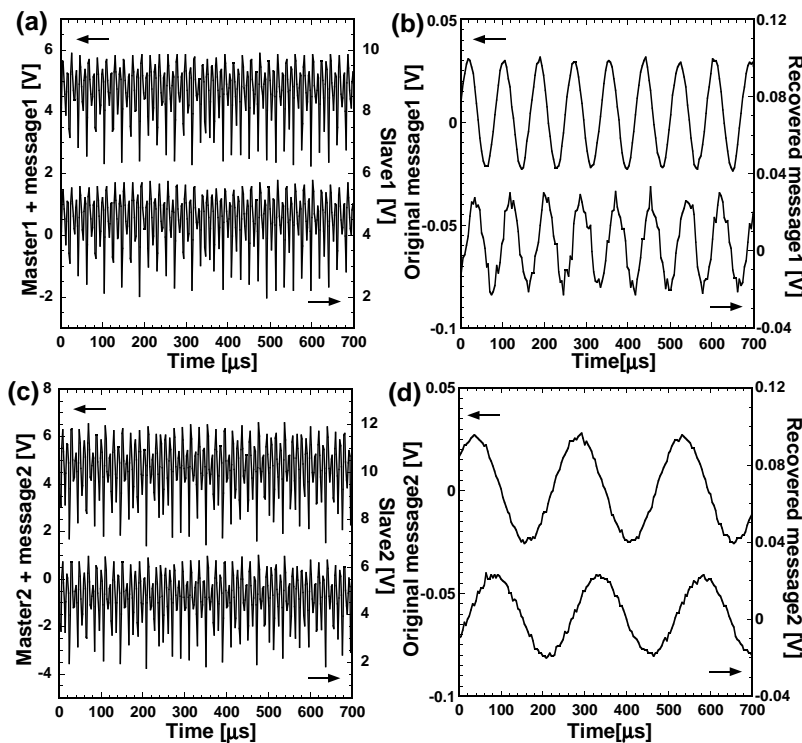 (a)
6
4
2
0
-2
Master1 + message1 [V]
10
8
6
4
2
Slave1 [V]
0 100 200 300 400 500 600 700
Time [μs]
(b)
0.05
0
-0.05
-0.1
Original message1 [V]
0.12
0.08
0.04
0
-0.04
Recovered message1 [V]
0 100 200 300 400 500 600 700
Time[μs]
(c)
8
6
4
2
0
-2
-4
Master2 + message2 [V]
12
10
8
6
4
2
Slave2 [V]
0 100 200 300 400 500 600 700
Time [μs]
(d)
0.05
0
-0.05
-0.1
Original message2 [V]
0.12
0.08
0.04
0
-0.04
Recovered message2 [V]
0 100 200 300 400 500 600 700
Time[μs]